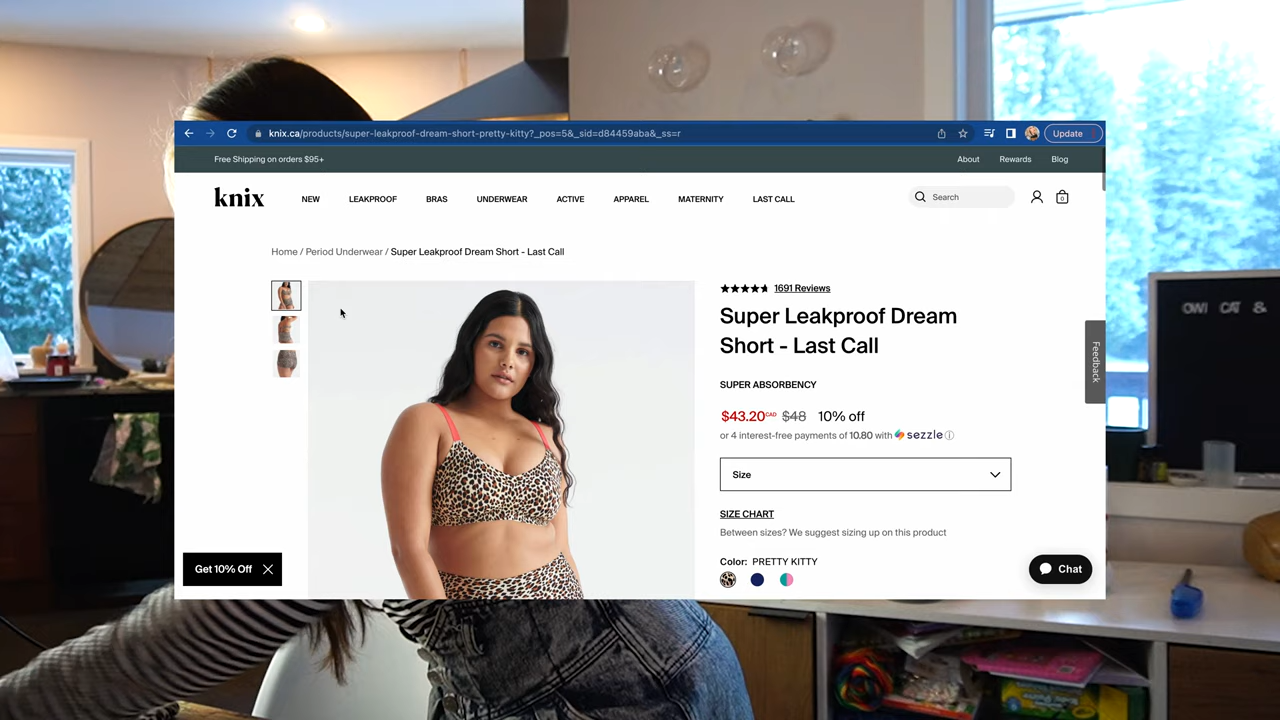 knix.ca/products/super-leakproof-dream-short-pretty-kitty?_pos=5&_sid=d84459aba&_ss=r
Update
Free Shipping on orders $95+
About Rewards Blog
knix NEW LEAKPROOF BRAS UNDERWEAR ACTIVE APPAREL MATERNITY LAST CALL Search 0
Home / Period Underwear / Super Leakproof Dream Short - Last Call
1691 Reviews
Super Leakproof Dream
Short - Last Call
OWI CAT &
Feedback
SUPER ABSORBENCY
$43.20CAD $48 10% off
or 4 interest-free payments of 10.80 with sezzle ⓘ
Size
SIZE CHART
Between sizes? We suggest sizing up on this product
Color: PRETTY KITTY
Get 10% Off
Chat